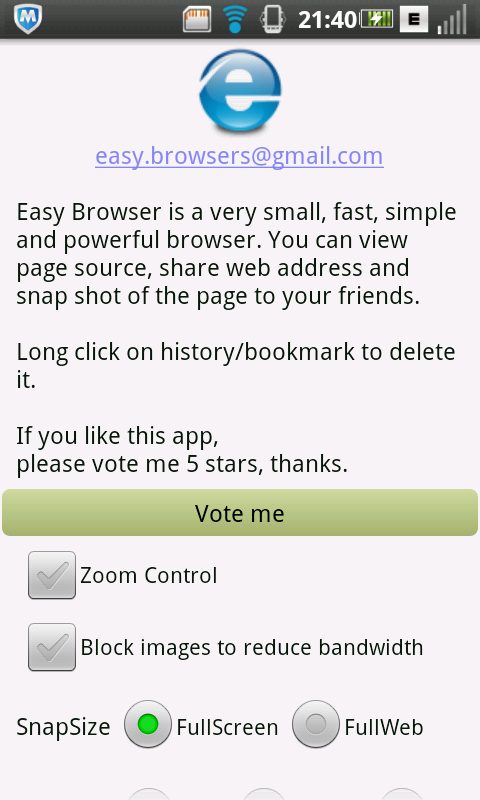 21:40 E
easy.browsers@gmail.com
Easy Browser is a very small, fast, simple
and powerful browser. You can view
page source, share web address and
snap shot of the page to your friends.
Long click on history/bookmark to delete
it.
If you like this app,
please vote me 5 stars, thanks.
Vote me
Zoom Control
Block images to reduce bandwidth
SnapSize FullScreen FullWeb